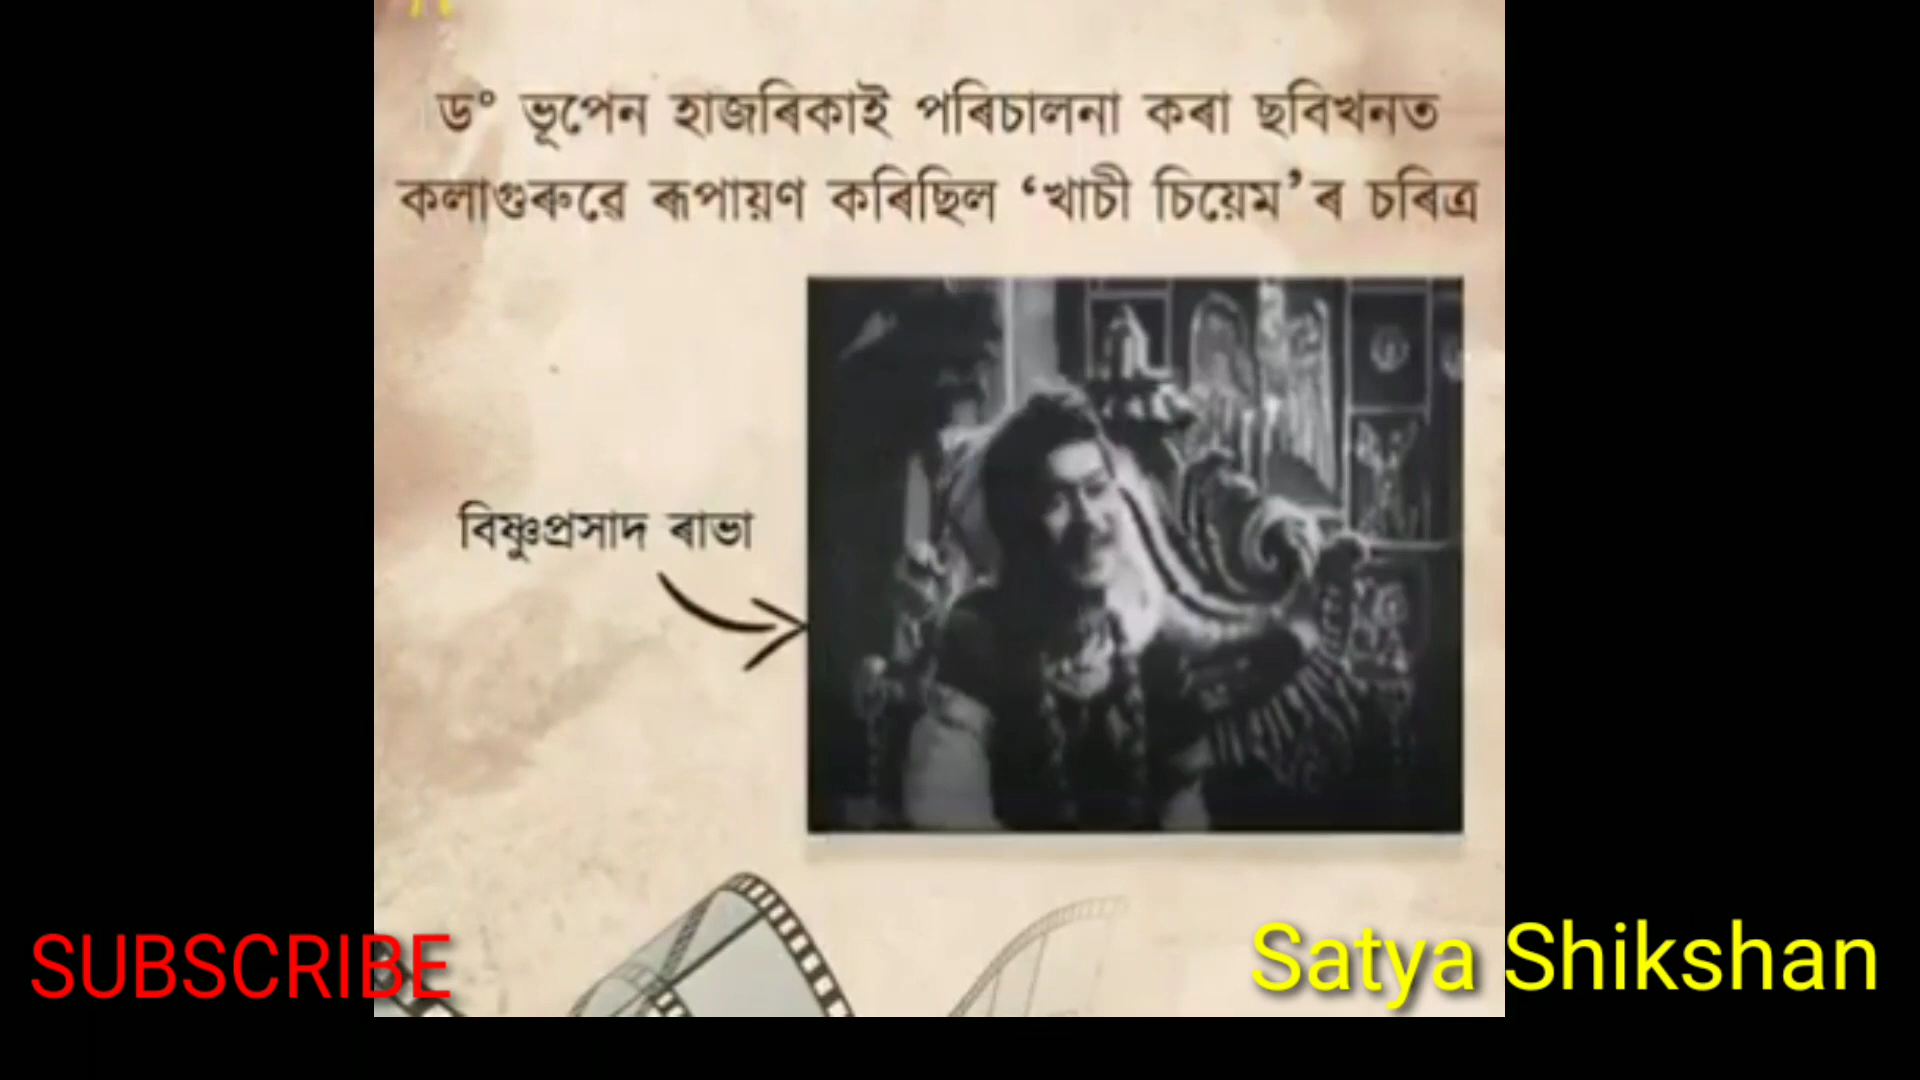 ড° ভূপেন হাজৰিকাই পৰিচালনা কৰা ছবিখনত
কলাগুৰুৱে ৰূপায়ণ কৰিছিল ‘খাচী চিয়েম’ৰ চৰিত্ৰ
বিষ্ণুপ্ৰসাদ ৰাভা
SUBSCRIBE
Satya Shikshan